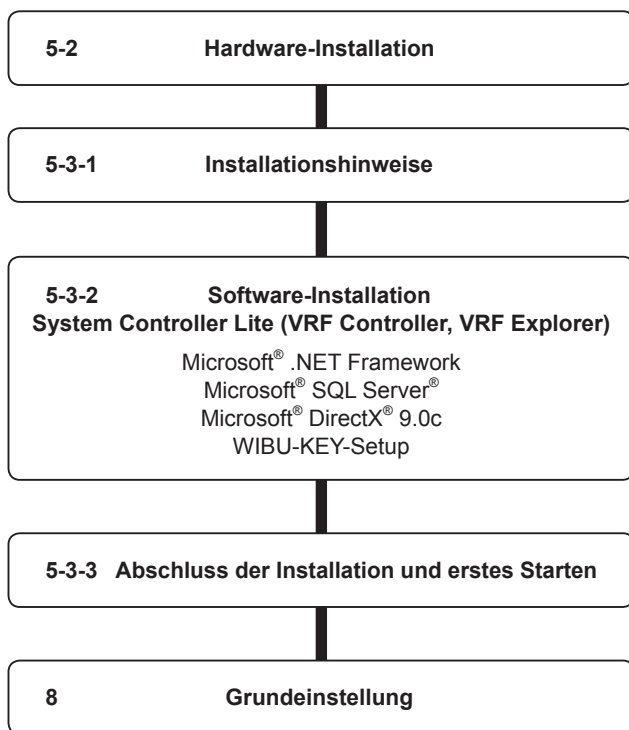 5-2 Hardware-Installation
5-3-1 Installationshinweise
5-3-2 Software-Installation
System Controller Lite (VRF Controller, VRF Explorer)
Microsoft® .NET Framework
Microsoft® SQL Server®
Microsoft® DirectX® 9.0c
WIBU-KEY-Setup
5-3-3 Abschluss der Installation und erstes Starten
8 Grundeinstellung